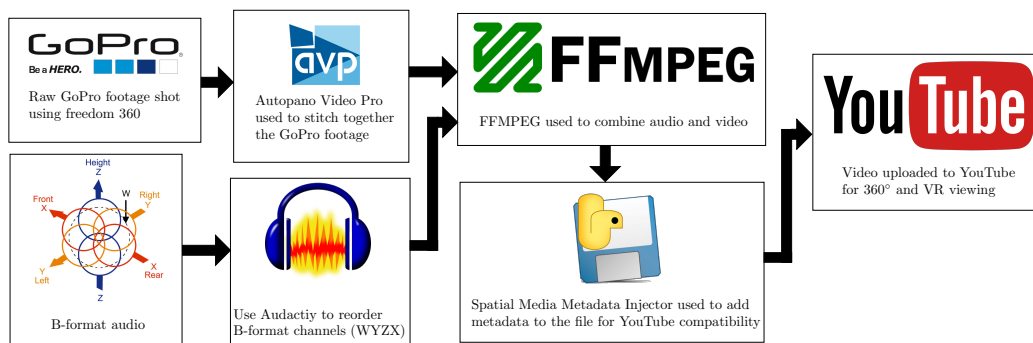 GoPro
Be a HERO.
Raw GoPro footage shot
using freedom 360
avp
Autopano Video Pro
used to stitch together
the GoPro footage
FFMPEG
FFMPEG used to combine audio and video
YouTube
Video uploaded to YouTube
for 360° and VR viewing
Height
Z
Front
X
W
Right
Y
Y
Left
X
Rear
Z
B-format audio
Use Audactiy to reorder
B-format channels (WYZX)
Spatial Media Metadata Injector used to add
metadata to the file for YouTube compatibility